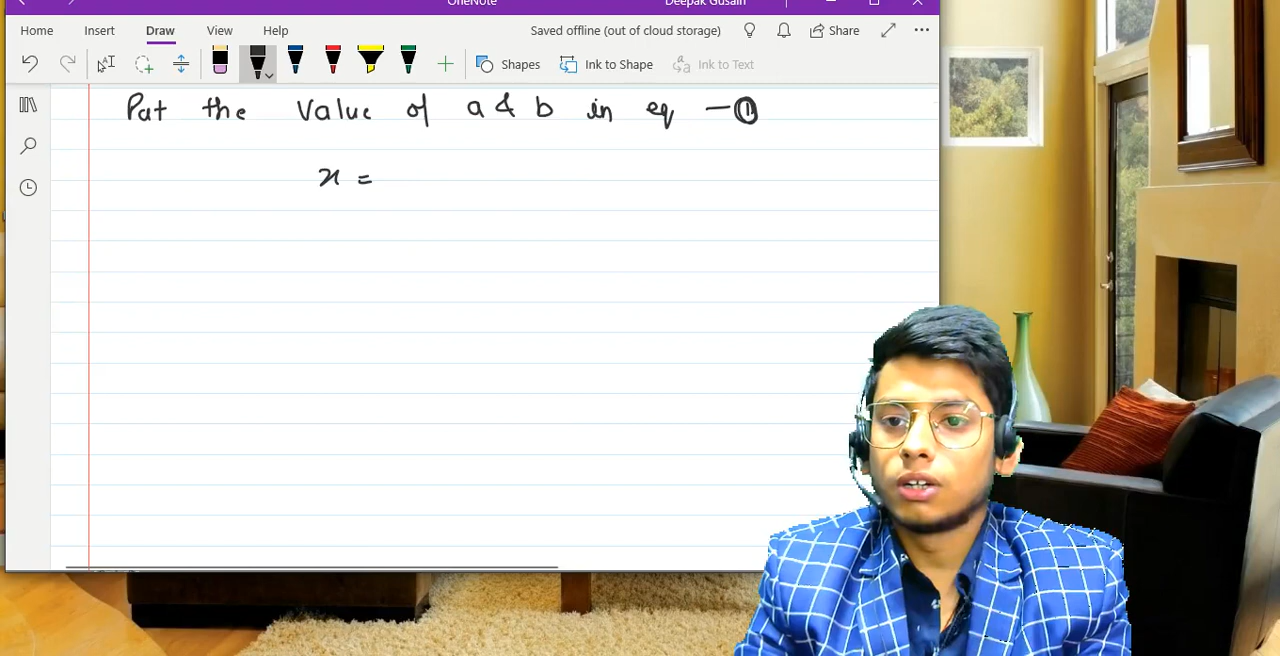 OneNote
Deepak Gusain
Home Insert Draw View Help Saved offline (out of cloud storage) Share
Shapes Ink to Shape Ink to Text
Put the Value of a & b in eq -①
x =